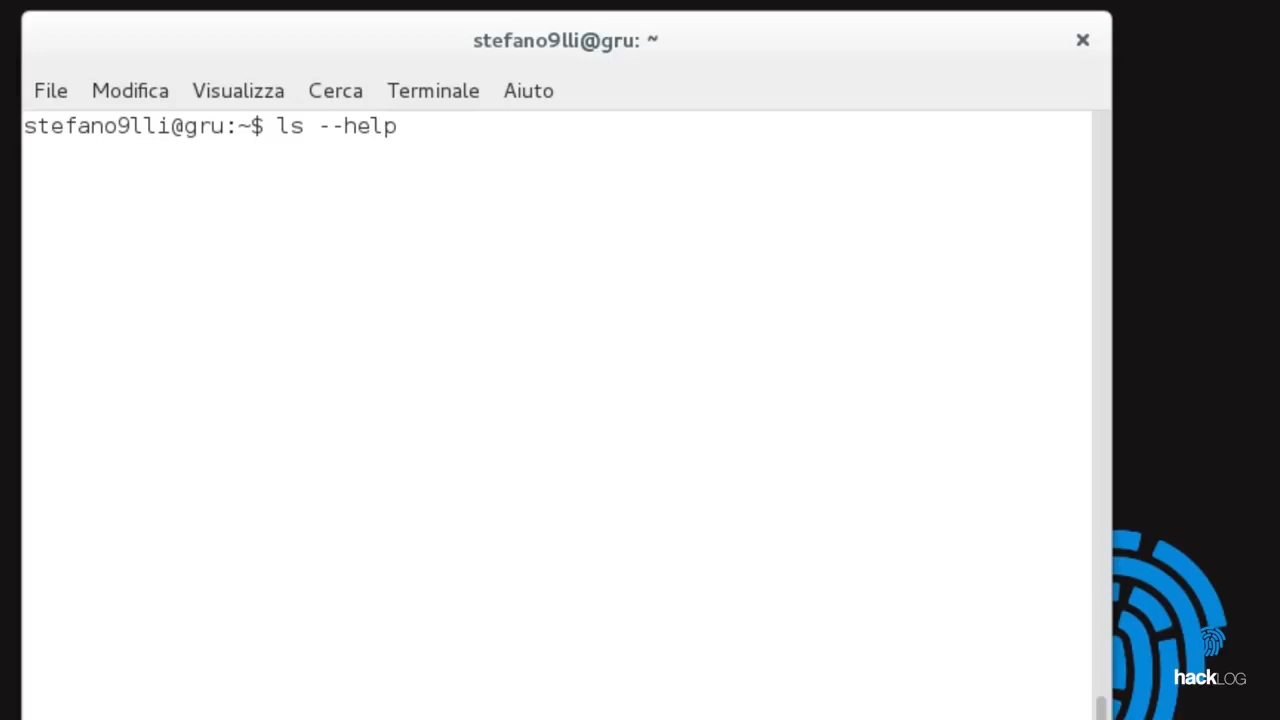 stefano9lli@gru: ~
File Modifica Visualizza Cerca Terminale Aiuto
stefano9lli@gru:~$ ls --help
hackLOG